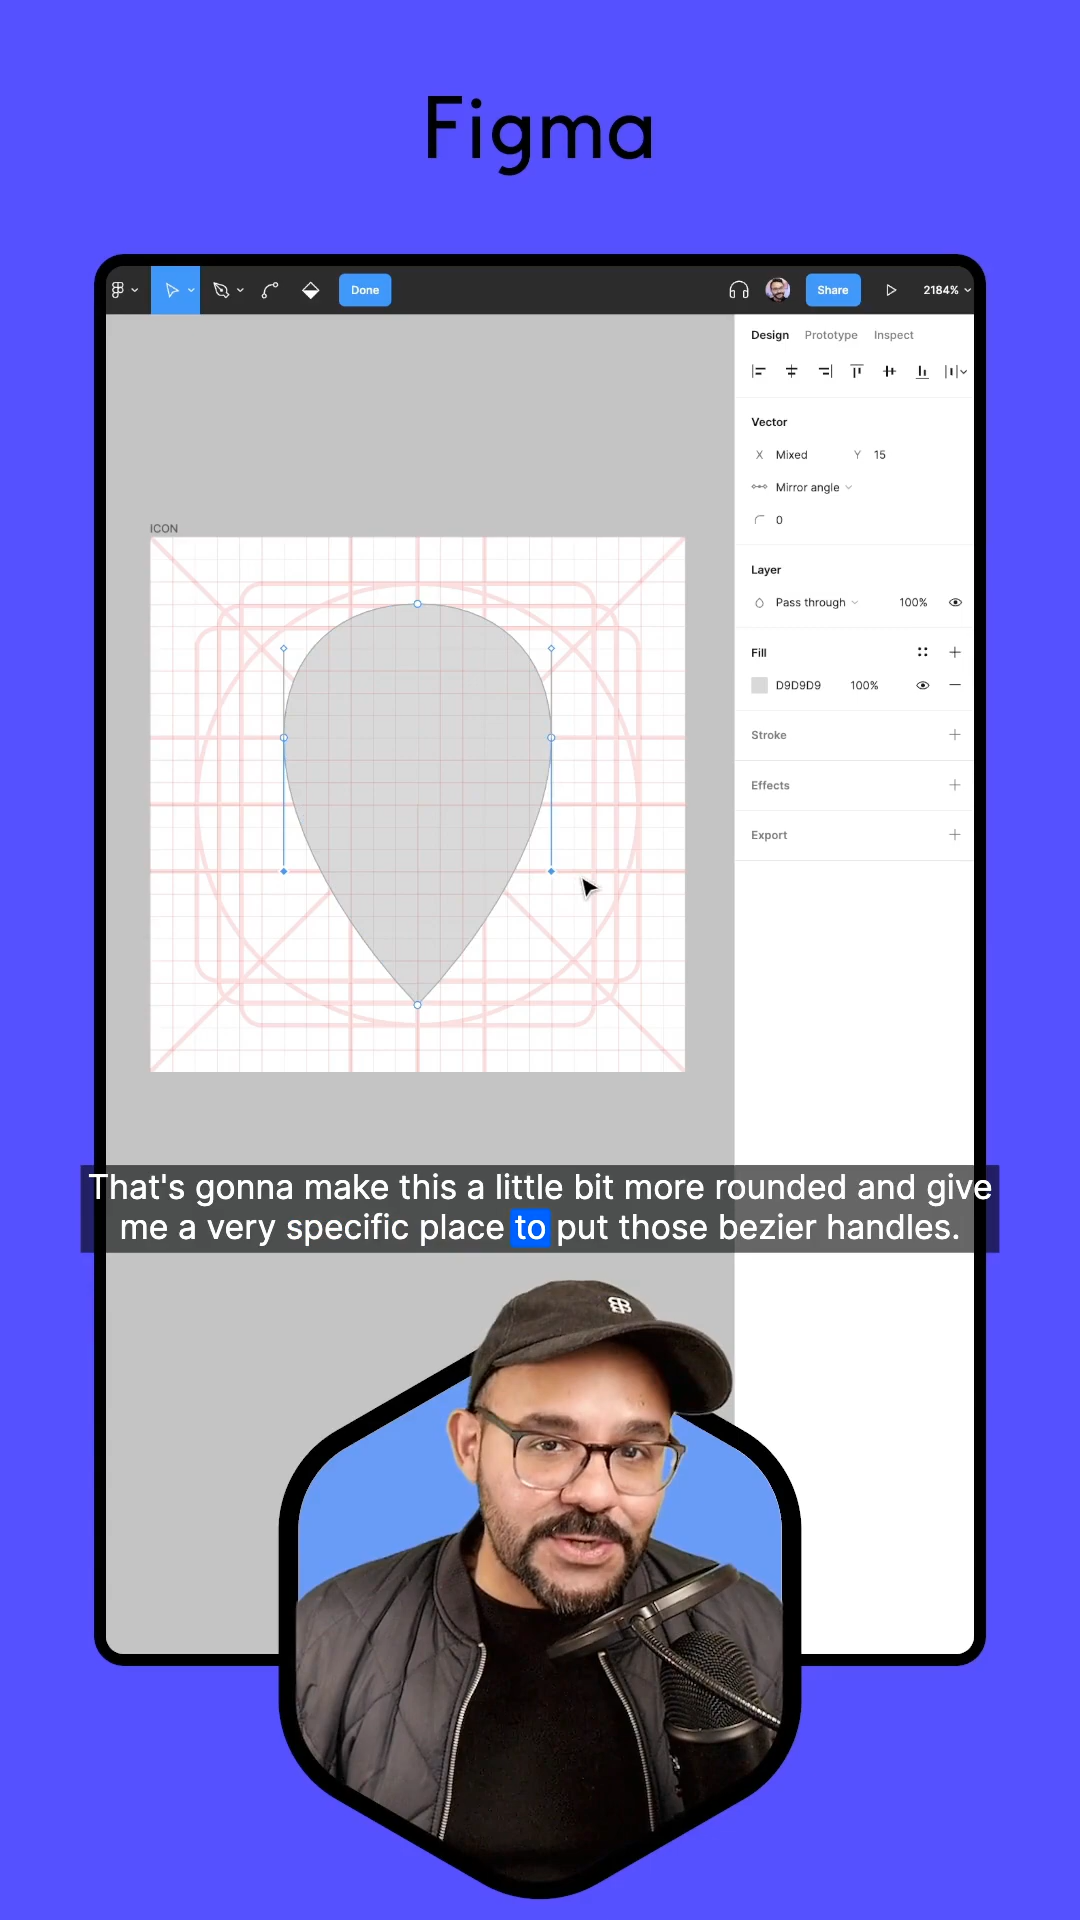 Figma
Done
Share
2184%
Design Prototype Inspect
Vector
X Mixed Y 15
Mirror angle
0
Layer
Pass through 100%
Fill
D9D9D9 100%
Stroke
Effects
Export
ICON
That's gonna make this a little bit more rounded and give
me a very specific place to put those bezier handles.